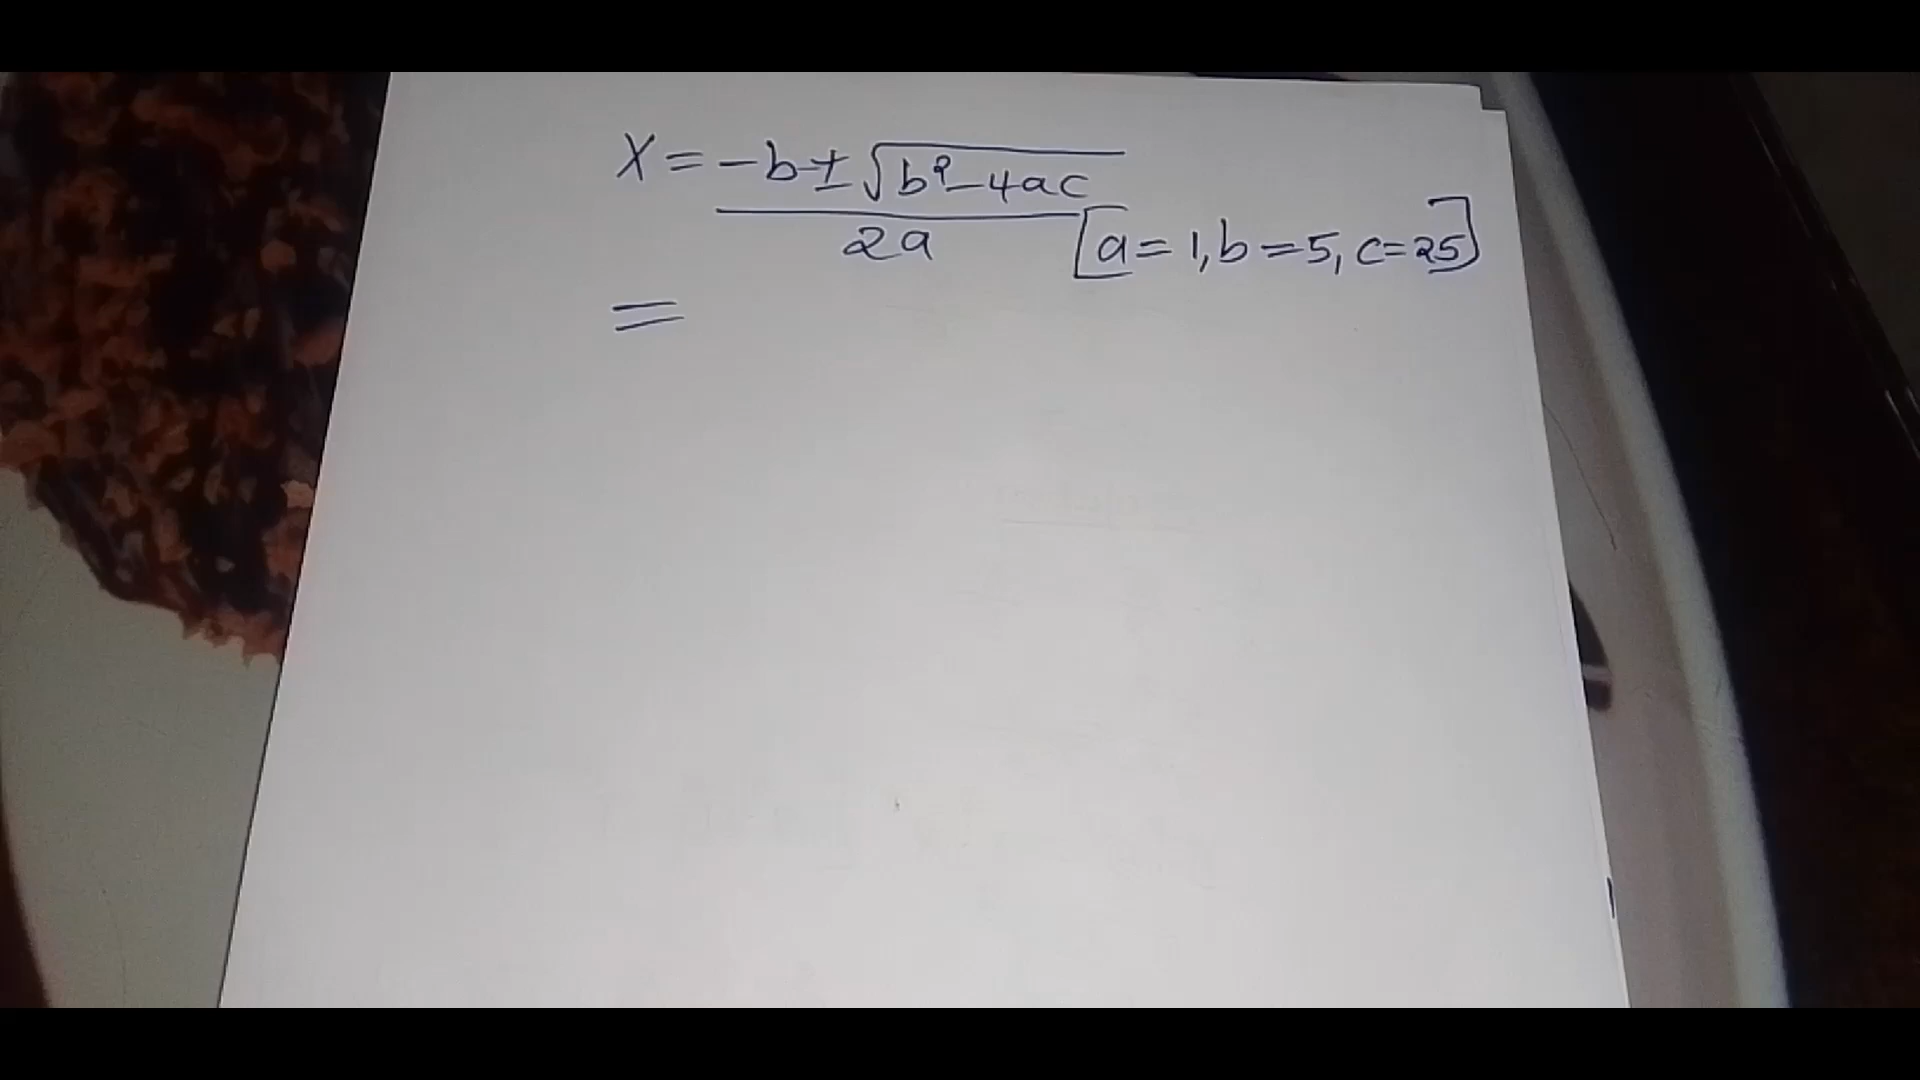 X = -b ± √b²-4ac
2a [a = 1, b = 5, c = 25]
=